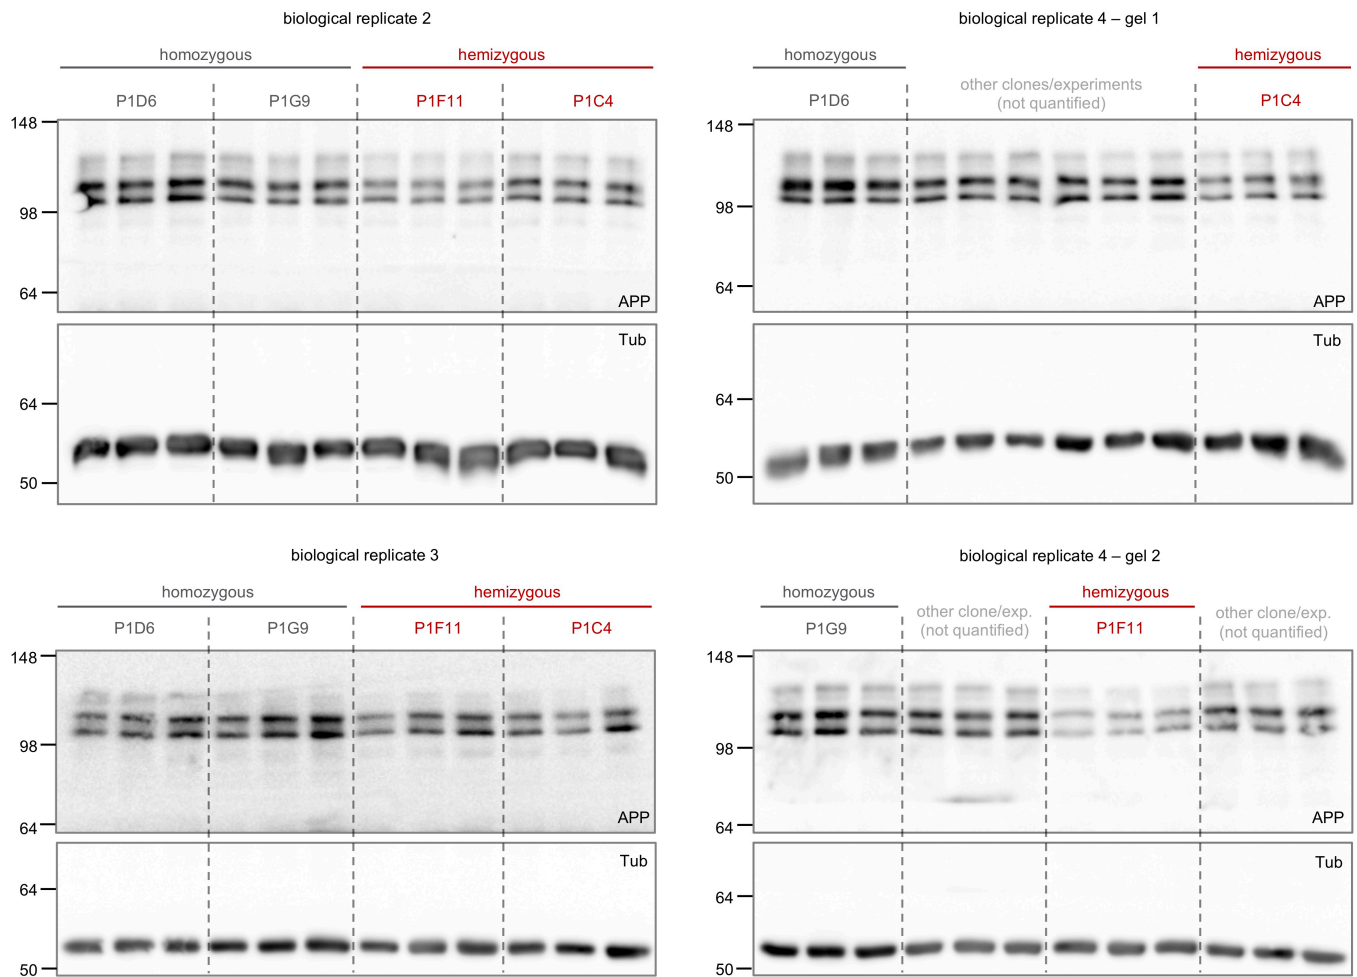 biological replicate 2
homozygous hemizygous
P1D6 P1G9 P1F11 P1C4
148
98
64
APP
Tub
64
50
biological replicate 4 – gel 1
homozygous hemizygous
other clones/experiments
(not quantified)
P1D6 P1C4
148
98
64
APP
Tub
64
50
biological replicate 3
homozygous hemizygous
P1D6 P1G9 P1F11 P1C4
148
98
64
APP
Tub
64
50
biological replicate 4 – gel 2
homozygous hemizygous
other clone/exp.
(not quantified)
other clone/exp.
(not quantified)
P1G9 P1F11
148
98
64
APP
Tub
64
50